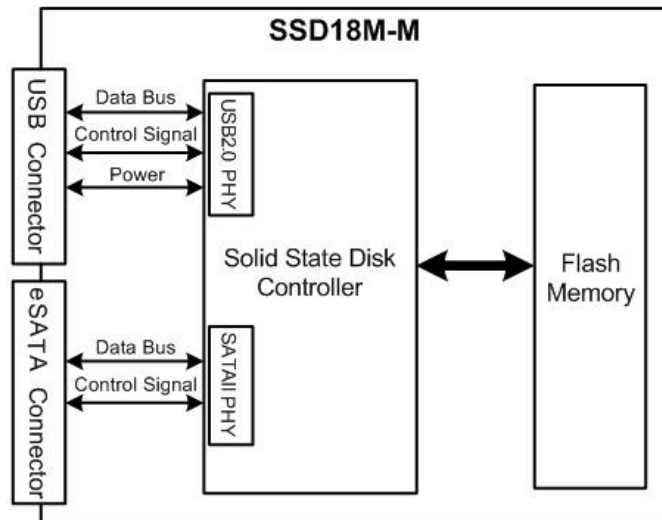 SSD18M-M
USB Connector
Data Bus
Control Signal
Power
USB2.0 PHY
Solid State Disk
Controller
Flash
Memory
eSATA Connector
Data Bus
Control Signal
SATAII PHY